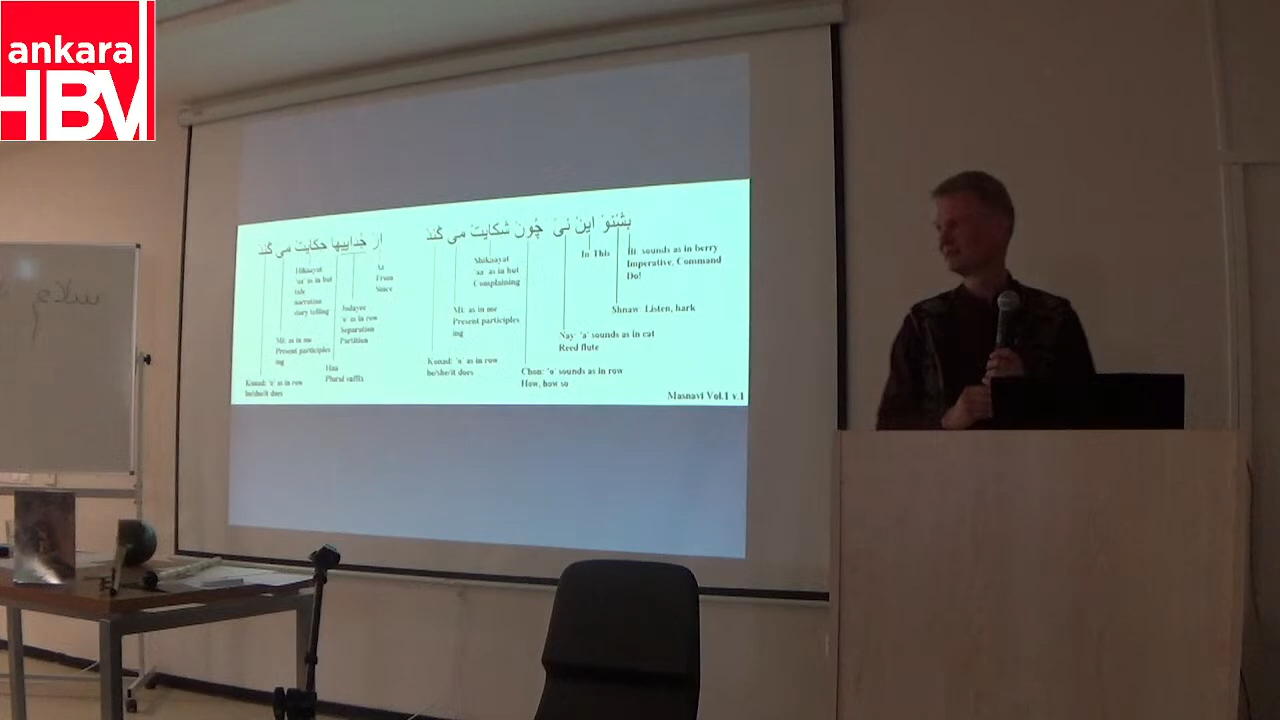 ankara
HBV
بشنو این نی چون شکایت می کند
از جداییها حکایت می کند
Bi: sounds as in berry
Imperative, Command
Do!
In This
Shnaw: Listen, hark
Nay: 'a' sounds as in cat
Reed flute
Chon: 'o' sounds as in row
How, how so
Shikaayat
'aa' as in hut
Complaining
Mi: as in me
Present participles
ing
Konad: 'o' as in row
he/she/it does
Az
From
Since
Judayee
'e' as in row
Separation
Partition
Haa
Plural suffix
Hikaayat
'aa' as in hut
tale
narration
story telling
Mi: as in me
Present participles
ing
Konad: 'o' as in row
he/she/it does
Masnavi Vol.1 v.1
سلام